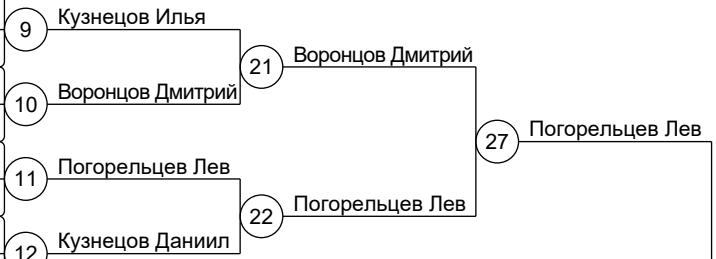 9 Кузнецов Илья
21 Воронцов Дмитрий
10 Воронцов Дмитрий
27 Погорельцев Лев
11 Погорельцев Лев
22 Погорельцев Лев
12 Кузнецов Даниил